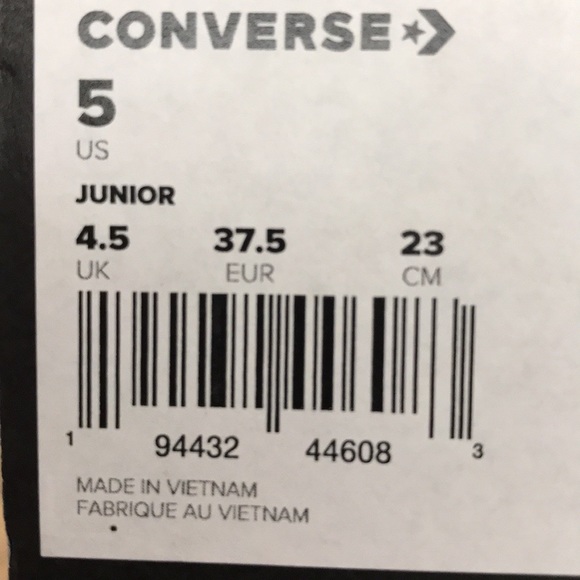 CONVERSE
5
US
JUNIOR
4.5 37.5 23
UK EUR CM
1 94432 44608 3
MADE IN VIETNAM
FABRIQUE AU VIETNAM